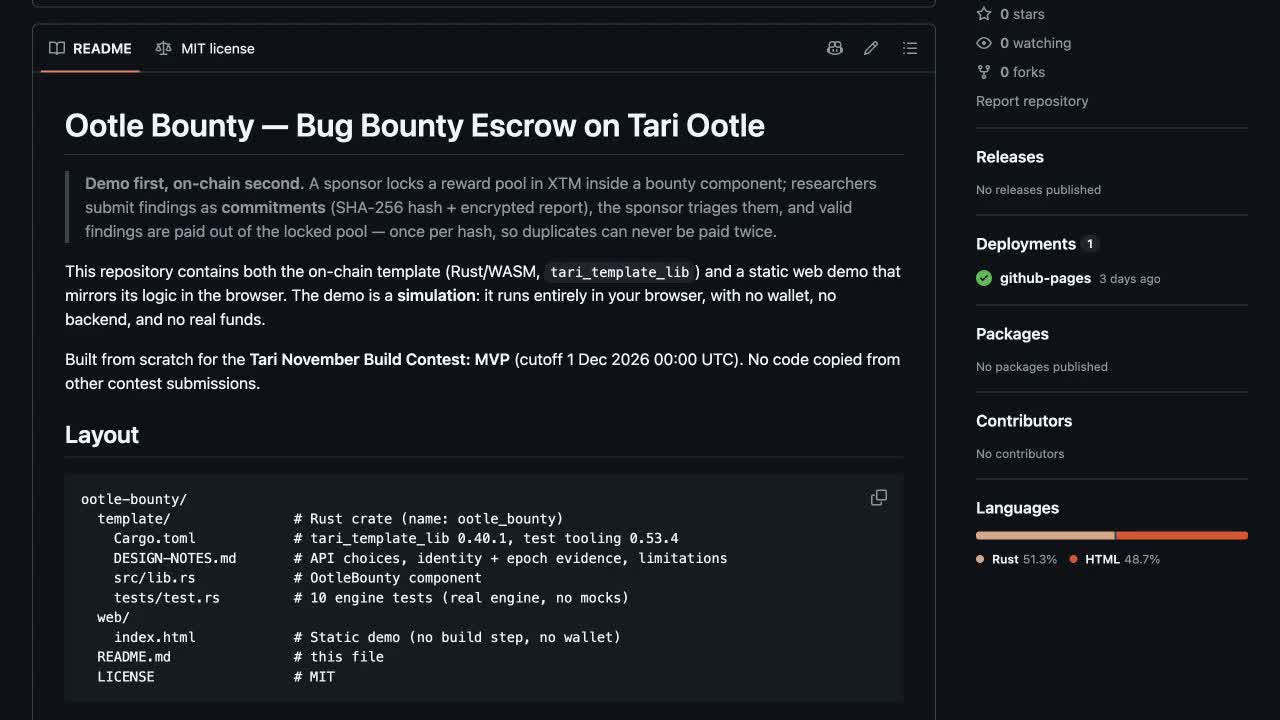 README
MIT license
Ootle Bounty — Bug Bounty Escrow on Tari Ootle
Demo first, on-chain second. A sponsor locks a reward pool in XTM inside a bounty component; researchers
submit findings as commitments (SHA-256 hash + encrypted report), the sponsor triages them, and valid
findings are paid out of the locked pool — once per hash, so duplicates can never be paid twice.
This repository contains both the on-chain template (Rust/WASM, tari_template_lib ) and a static web demo that
mirrors its logic in the browser. The demo is a simulation: it runs entirely in your browser, with no wallet, no
backend, and no real funds.
Built from scratch for the Tari November Build Contest: MVP (cutoff 1 Dec 2026 00:00 UTC). No code copied from
other contest submissions.
Layout
ootle-bounty/
  template/               # Rust crate (name: ootle_bounty)
    Cargo.toml            # tari_template_lib 0.40.1, test tooling 0.53.4
    DESIGN-NOTES.md       # API choices, identity + epoch evidence, limitations
    src/lib.rs            # OotleBounty component
    tests/test.rs         # 10 engine tests (real engine, no mocks)
  web/
    index.html            # Static demo (no build step, no wallet)
  README.md               # this file
  LICENSE                 # MIT
0 stars
0 watching
0 forks
Report repository
Releases
No releases published
Deployments 1
github-pages 3 days ago
Packages
No packages published
Contributors
No contributors
Languages
Rust 51.3% HTML 48.7%